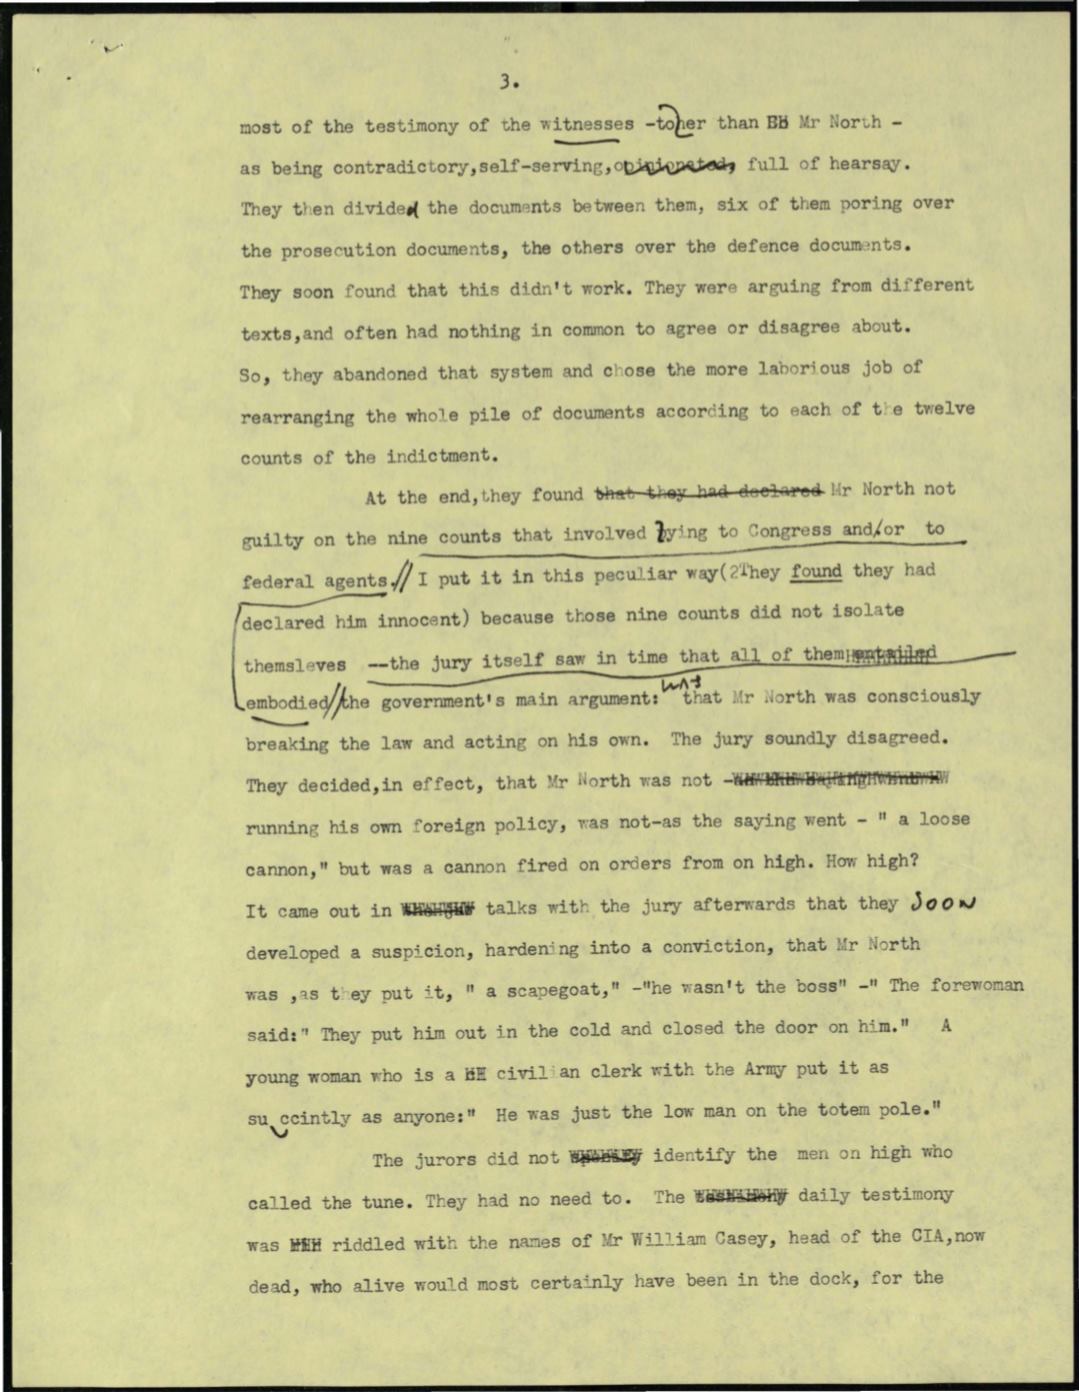 3.
most of the testimony of the witnesses -toher than BB Mr North -
as being contradictory,self-serving,opinionated, full of hearsay.
They then divided the documents between them, six of them poring over
the prosecution documents, the others over the defence documents.
They soon found that this didn't work. They were arguing from different
texts,and often had nothing in common to agree or disagree about.
So, they abandoned that system and chose the more laborious job of
rearranging the whole pile of documents according to each of the twelve
counts of the indictment.
At the end,they found that they had declared Mr North not
guilty on the nine counts that involved lying to Congress and/or to
federal agents.// I put it in this peculiar way(2They found they had
declared him innocent) because those nine counts did not isolate
themsleves --the jury itself saw in time that all of them entailed
embodied//the government's main argument: was that Mr North was consciously
breaking the law and acting on his own. The jury soundly disagreed.
They decided,in effect, that Mr North was not -
running his own foreign policy, was not-as the saying went - " a loose
cannon," but was a cannon fired on orders from on high. How high?
It came out in talks with the jury afterwards that they SOON
developed a suspicion, hardening into a conviction, that Mr North
was ,as they put it, " a scapegoat," -"he wasn't the boss" -" The forewoman
said:" They put him out in the cold and closed the door on him." A
young woman who is a civilian clerk with the Army put it as
su ccintly as anyone:" He was just the low man on the totem pole."
The jurors did not identify the men on high who
called the tune. They had no need to. The daily testimony
was riddled with the names of Mr William Casey, head of the CIA,now
dead, who alive would most certainly have been in the dock, for the